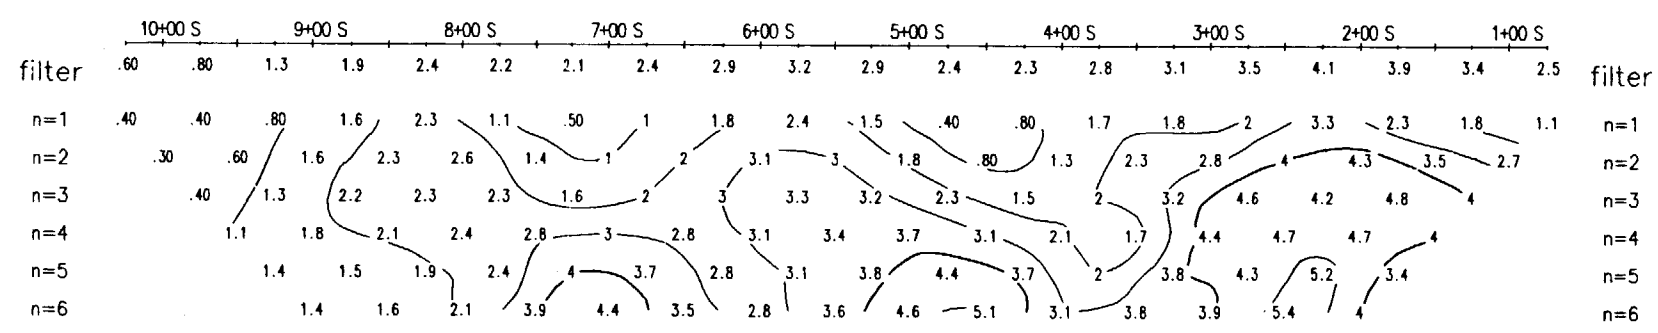 10+00 S 9+00 S 8+00 S 7+00 S 6+00 S 5+00 S 4+00 S 3+00 S 2+00 S 1+00 S
filter .60 .80 1.3 1.9 2.4 2.2 2.1 2.4 2.9 3.2 2.9 2.4 2.3 2.8 3.1 3.5 4.1 3.9 3.4 2.5 filter
n=1 .40 .40 .80 1.6 2.3 1.1 .50 1 1.8 2.4 1.5 .40 .80 1.7 1.8 2 3.3 2.3 1.8 1.1 n=1
n=2 .30 .60 1.6 2.3 2.6 1.4 1 2 3.1 3 1.8 .80 1.3 2.3 2.8 4 4.3 3.5 2.7 n=2
n=3 .40 1.3 2.2 2.3 2.3 1.6 2 3 3.3 3.2 2.3 1.5 2 3.2 4.6 4.2 4.8 4 n=3
n=4 1.1 1.8 2.1 2.4 2.8 3 2.8 3.1 3.4 3.7 3.1 2.1 1.7 4.4 4.7 4.7 4 n=4
n=5 1.4 1.5 1.9 2.4 4 3.7 2.8 3.1 3.8 4.4 3.7 2 3.8 4.3 5.2 3.4 n=5
n=6 1.4 1.6 2.1 3.9 4.4 3.5 2.8 3.6 4.6 5.1 3.1 3.8 3.9 5.4 4 n=6